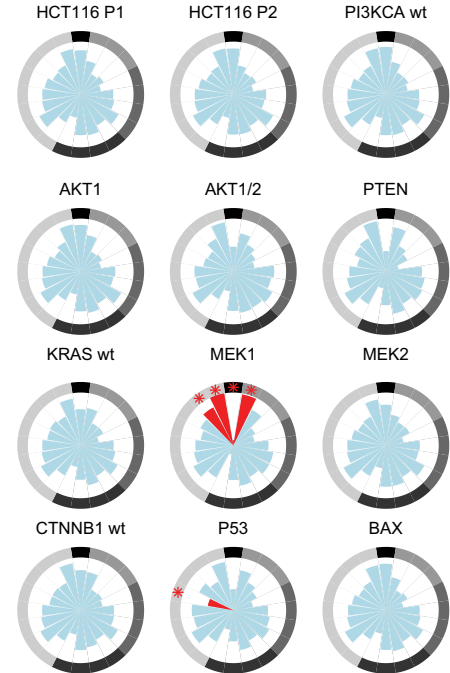 HCT116 P1 HCT116 P2 PI3KCA wt
AKT1 AKT1/2 PTEN
KRAS wt MEK1 MEK2
CTNNB1 wt P53 BAX